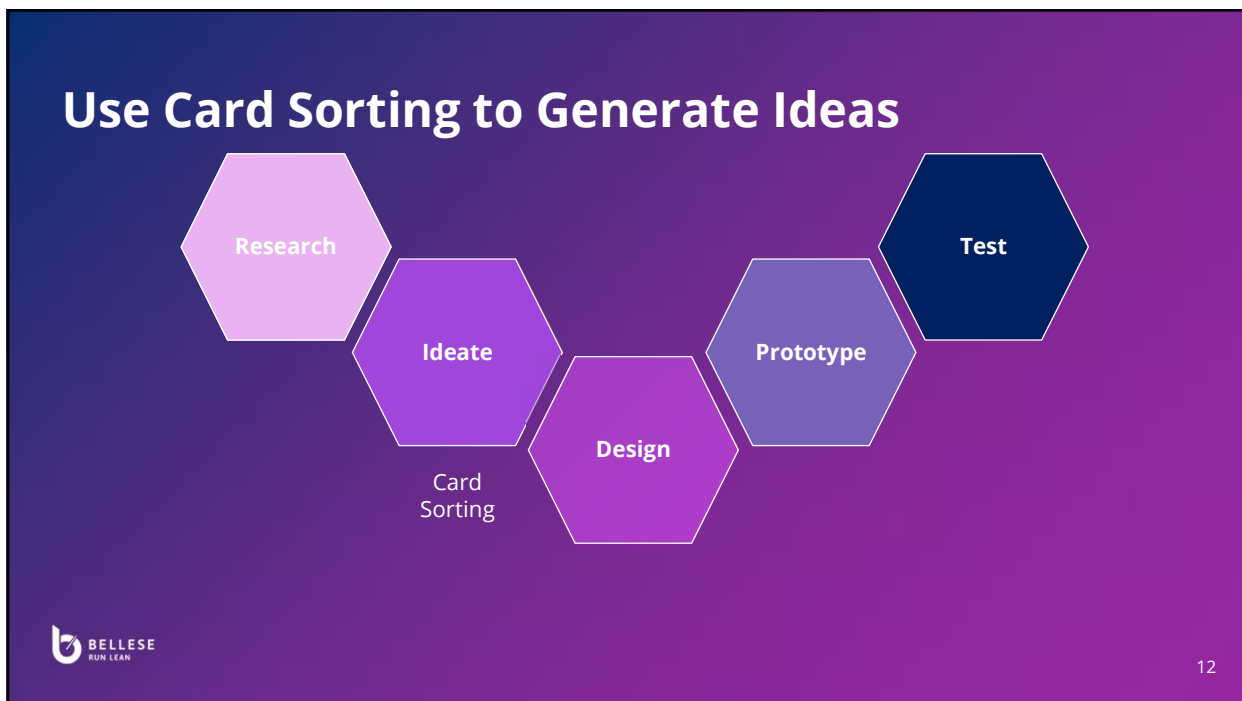 Use Card Sorting to Generate Ideas
Research
Test
Ideate
Prototype
Design
Card
Sorting
BELLESE
RUN LEAN
12